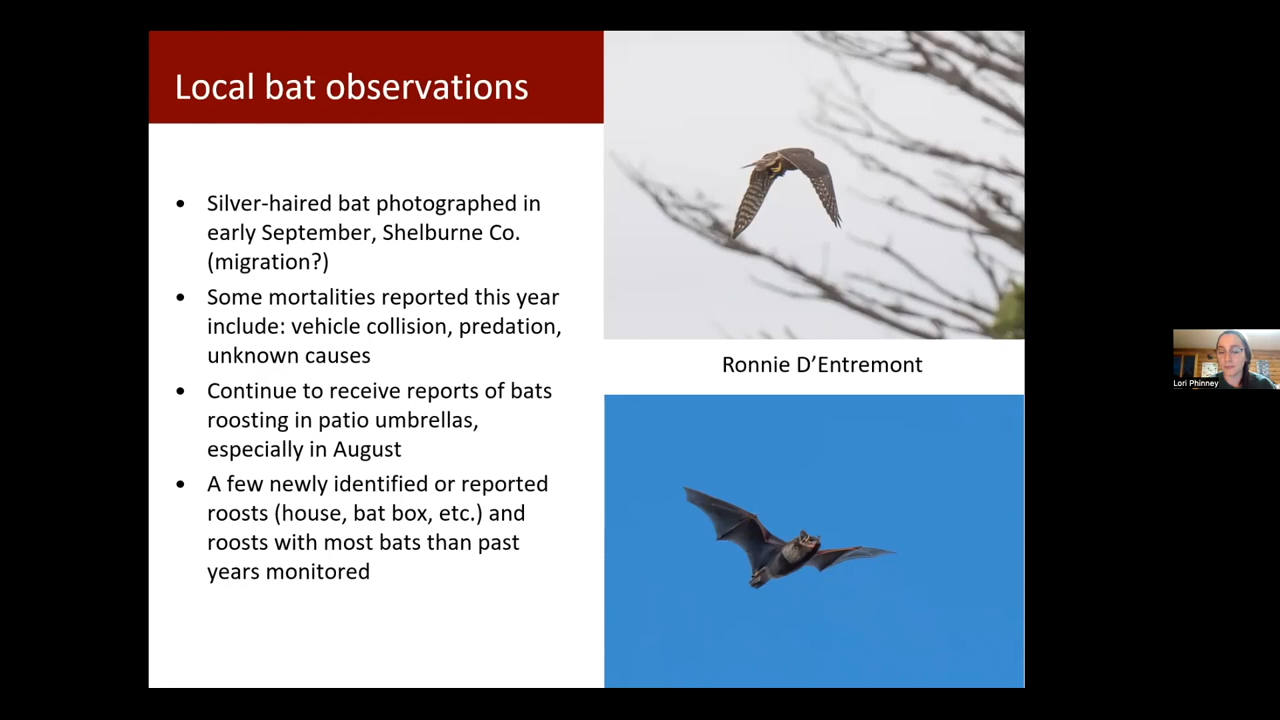 Local bat observations
• Silver-haired bat photographed in
early September, Shelburne Co.
(migration?)
• Some mortalities reported this year
include: vehicle collision, predation,
unknown causes
• Continue to receive reports of bats
roosting in patio umbrellas,
especially in August
• A few newly identified or reported
roosts (house, bat box, etc.) and
roosts with most bats than past
years monitored
Ronnie D’Entremont
Lori Phinney